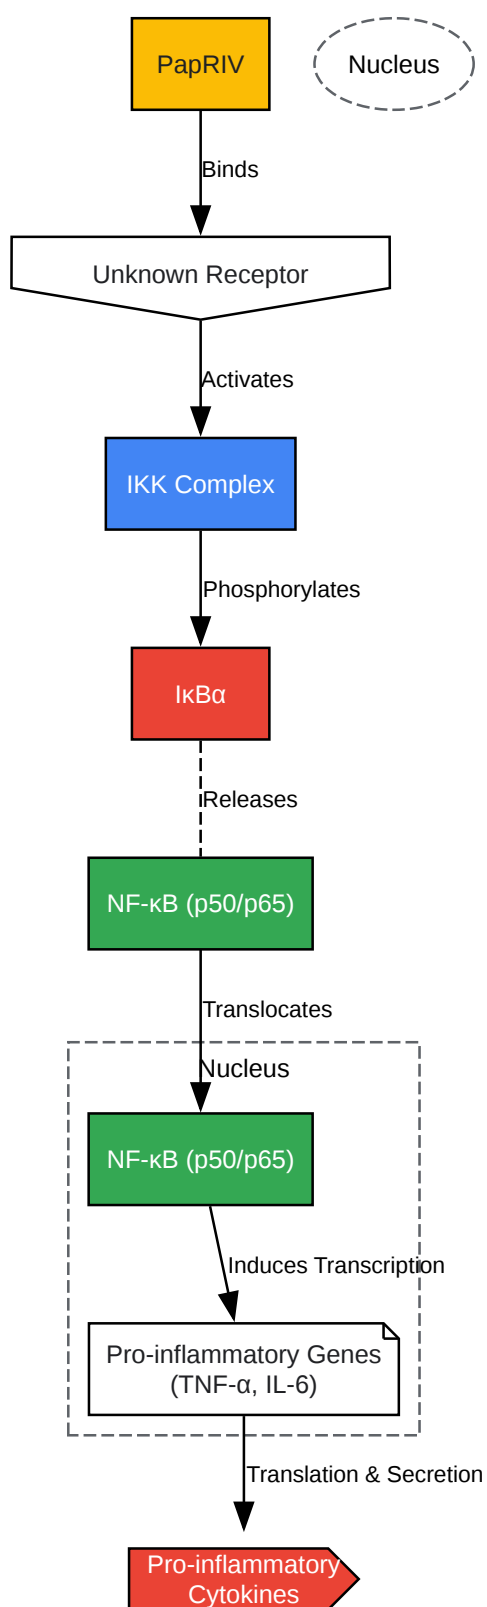 PapRIV
Nucleus
Binds
Unknown Receptor
Activates
IKK Complex
Phosphorylates
IκBα
Releases
NF-κB (p50/p65)
Translocates
Nucleus
NF-κB (p50/p65)
Induces Transcription
Pro-inflammatory Genes
(TNF-α, IL-6)
Translation & Secretion
Pro-inflammatory
Cytokines